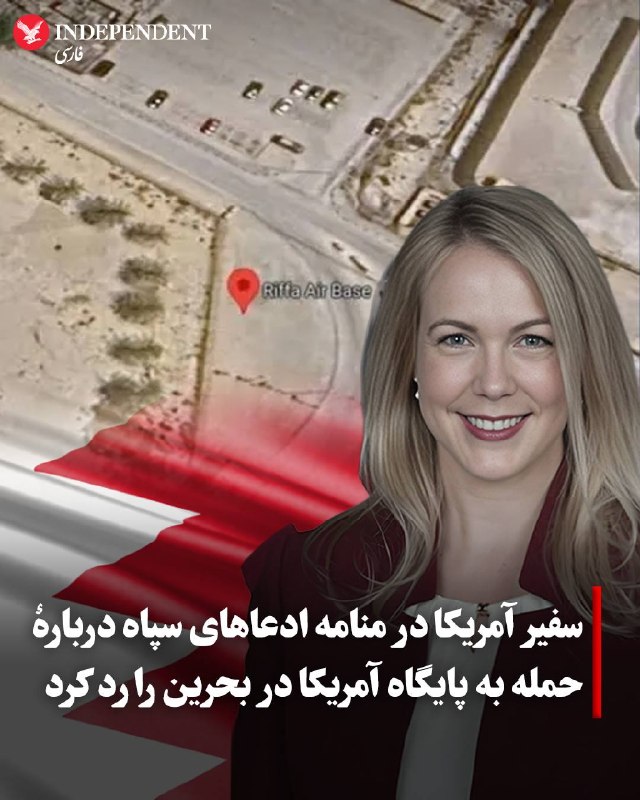 INDEPENDENT
فارسی
Riffa Air Base
سفیر آمریکا در منامه ادعاهای سپاه دربارهٔ
حمله به پایگاه آمریکا در بحرین را رد کرد